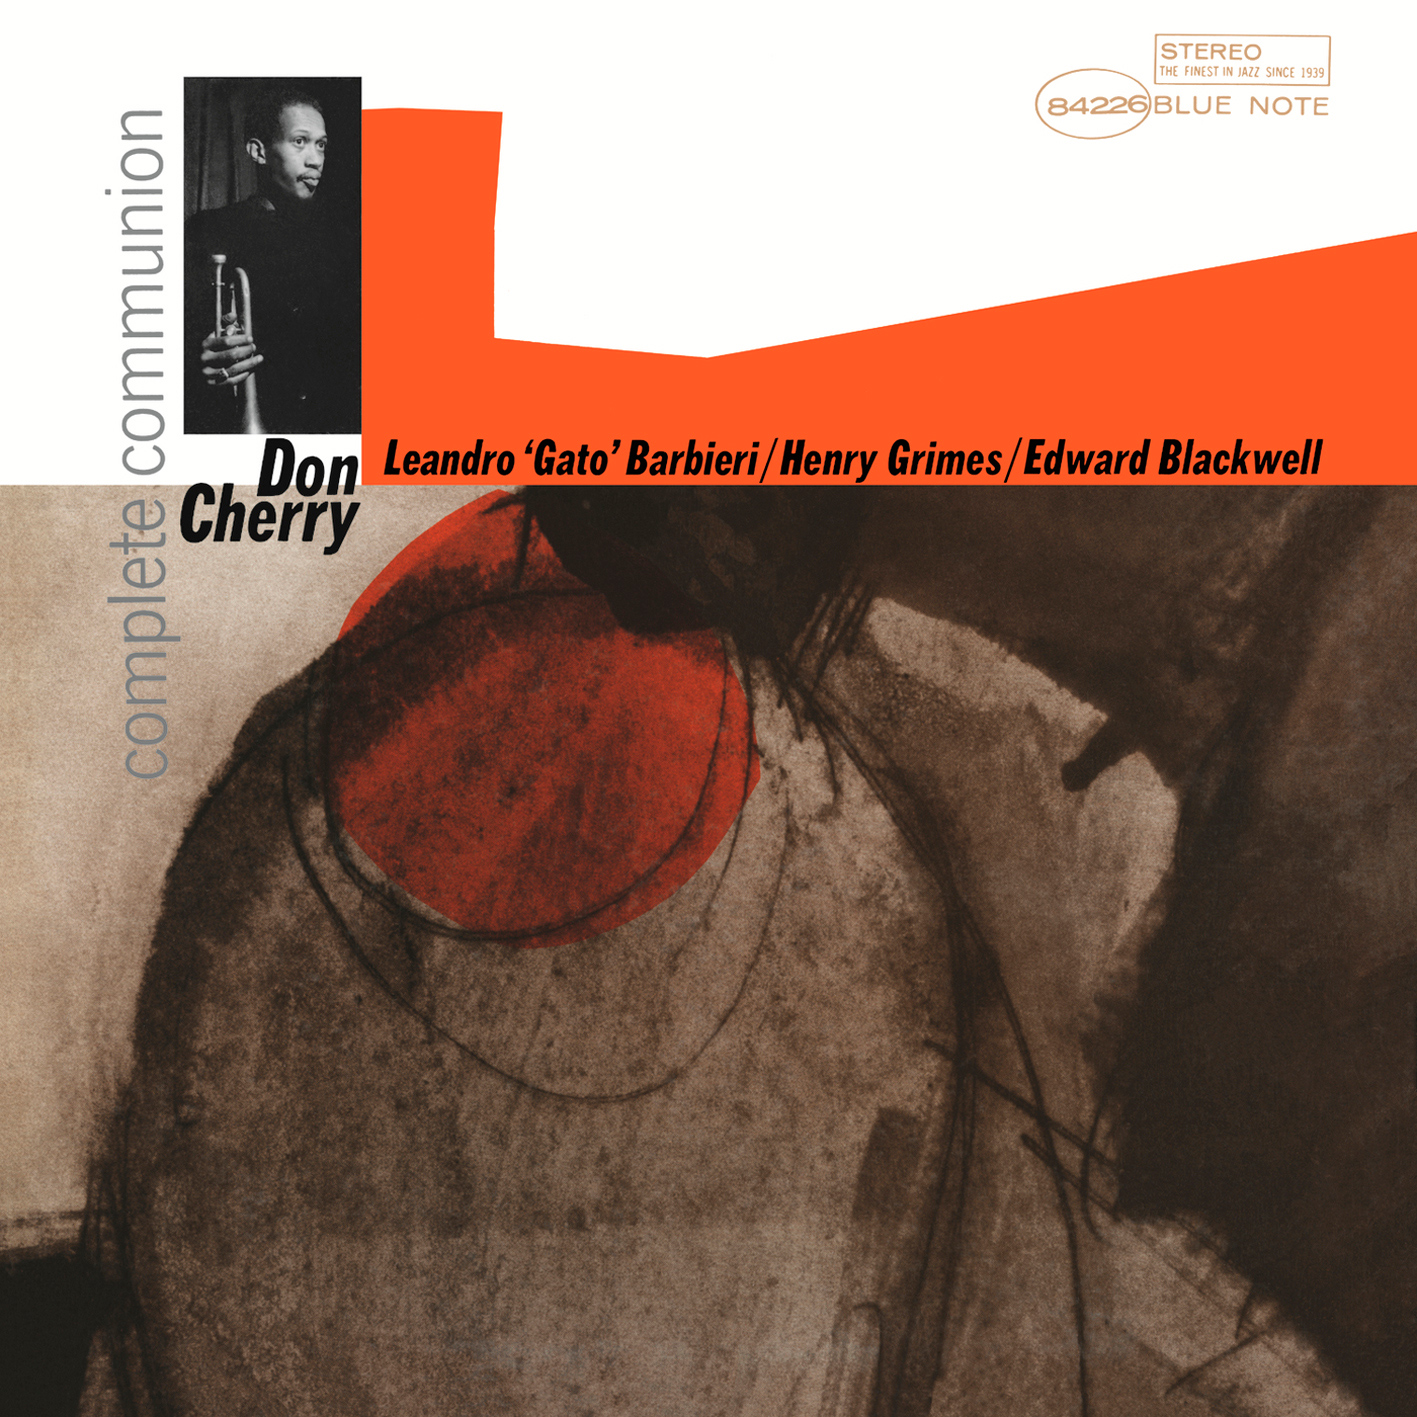 STEREO
THE FINEST IN JAZZ SINCE 1939
84226 BLUE NOTE
complete communion
Don
Cherry
Leandro ‘Gato’ Barbieri/Henry Grimes/Edward Blackwell